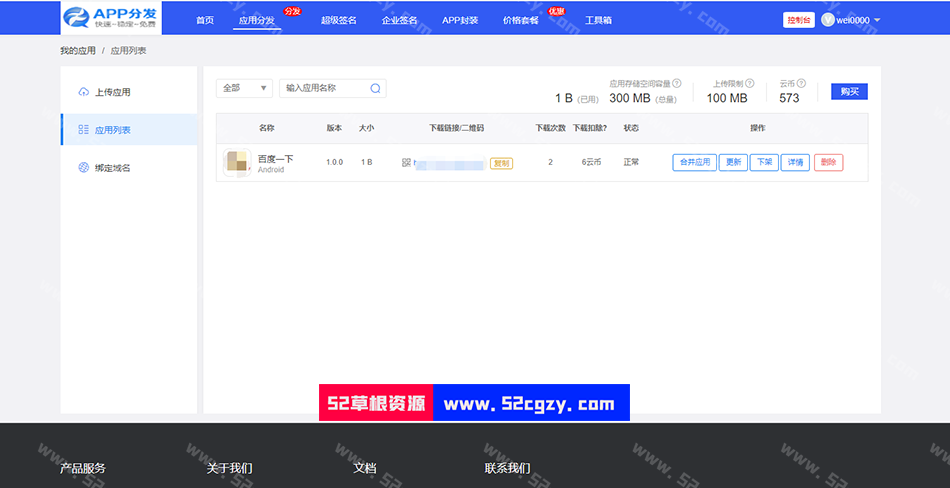 APP分发
快速~稳定~免费
首页
应用分发
分发
超级签名
企业签名
APP封装
价格套餐
优惠
工具箱
控制台
V wei0000
我的应用 / 应用列表
上传应用
应用列表
绑定域名
全部
输入应用名称
应用存储空间容量?
1 B (已用) 300 MB (总量)
上传限制?
100 MB
云币?
573
购买
名称 版本 大小 下载链接/二维码 下载次数 下载扣除? 状态 操作
百度一下 1.0.0 1 B 复制 2 6云币 正常 合并应用 更新 下架 详情 删除
Android
52草根资源 www.52cgzy.com
产品服务 关于我们 文档 联系我们